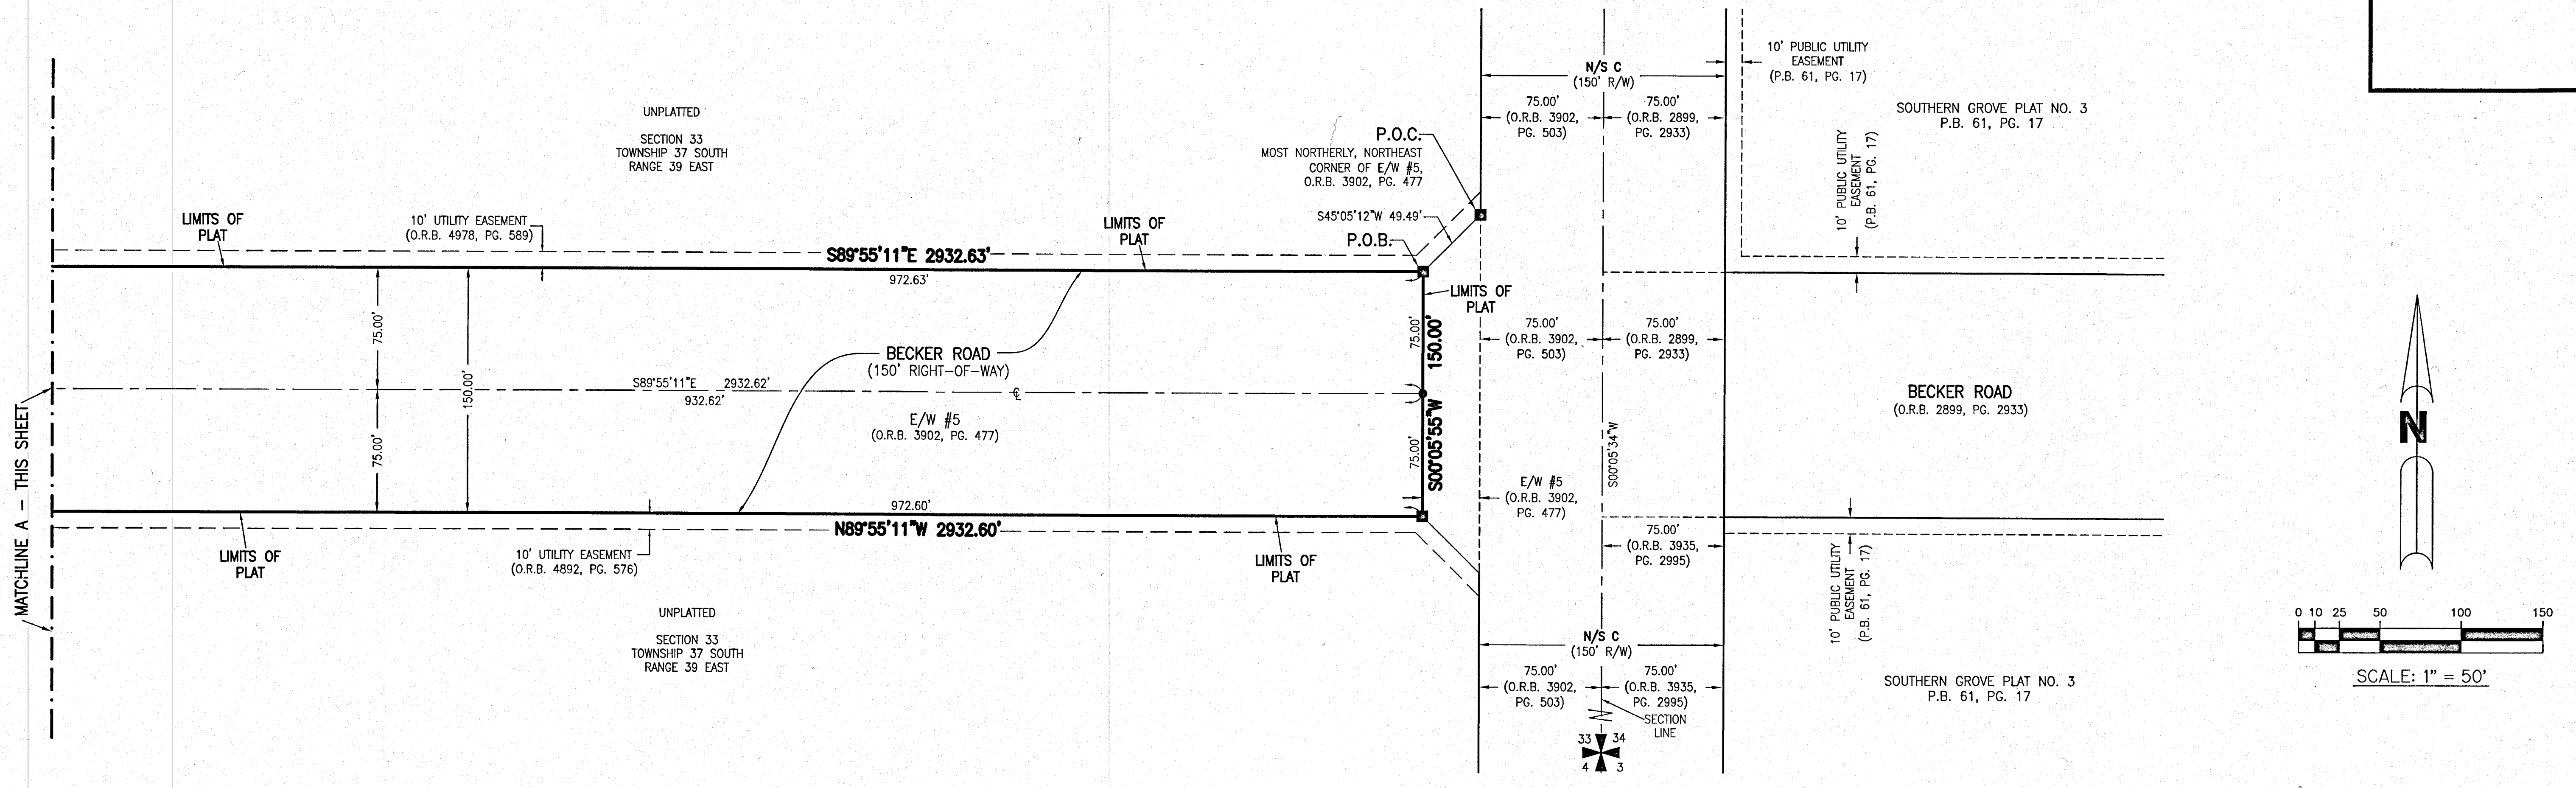 UNPLATTED
SECTION 33
TOWNSHIP 37 SOUTH
RANGE 39 EAST
LIMITS OF
PLAT
10' UTILITY EASEMENT
(O.R.B. 4978, PG. 589)
S89°55'11"E 2932.63'
972.63'
LIMITS OF
PLAT
P.O.C.
MOST NORTHERLY, NORTHEAST
CORNER OF E/W #5,
O.R.B. 3902, PG. 477
S45°05'12"W 49.49'
P.O.B.
LIMITS OF
PLAT
N/S C
(150' R/W)
75.00'
(O.R.B. 3902,
PG. 503)
75.00'
(O.R.B. 2899,
PG. 2933)
10' PUBLIC UTILITY
EASEMENT
(P.B. 61, PG. 17)
SOUTHERN GROVE PLAT NO. 3
P.B. 61, PG. 17
10' PUBLIC UTILITY
EASEMENT
(P.B. 61, PG. 17)
MATCHLINE A - THIS SHEET
75.00'
75.00'
150.00'
BECKER ROAD
(150' RIGHT-OF-WAY)
S89°55'11"E 2932.62'
932.62'
℄
E/W #5
(O.R.B. 3902, PG. 477)
75.00'
75.00'
150.00'
S00°05'55"W
75.00'
(O.R.B. 3902,
PG. 503)
75.00'
(O.R.B. 2899,
PG. 2933)
S00°05'34"W
BECKER ROAD
(O.R.B. 2899, PG. 2933)
E/W #5
(O.R.B. 3902,
PG. 477)
75.00'
(O.R.B. 3935,
PG. 2995)
972.60'
N89°55'11"W 2932.60'
LIMITS OF
PLAT
10' UTILITY EASEMENT
(O.R.B. 4892, PG. 576)
LIMITS OF
PLAT
UNPLATTED
SECTION 33
TOWNSHIP 37 SOUTH
RANGE 39 EAST
10' PUBLIC UTILITY
EASEMENT
(P.B. 61, PG. 17)
N/S C
(150' R/W)
75.00'
(O.R.B. 3902,
PG. 503)
75.00'
(O.R.B. 3935,
PG. 2995)
SECTION
LINE
33 34
4 3
SOUTHERN GROVE PLAT NO. 3
P.B. 61, PG. 17
N
0 10 25 50 100 150
SCALE: 1" = 50'